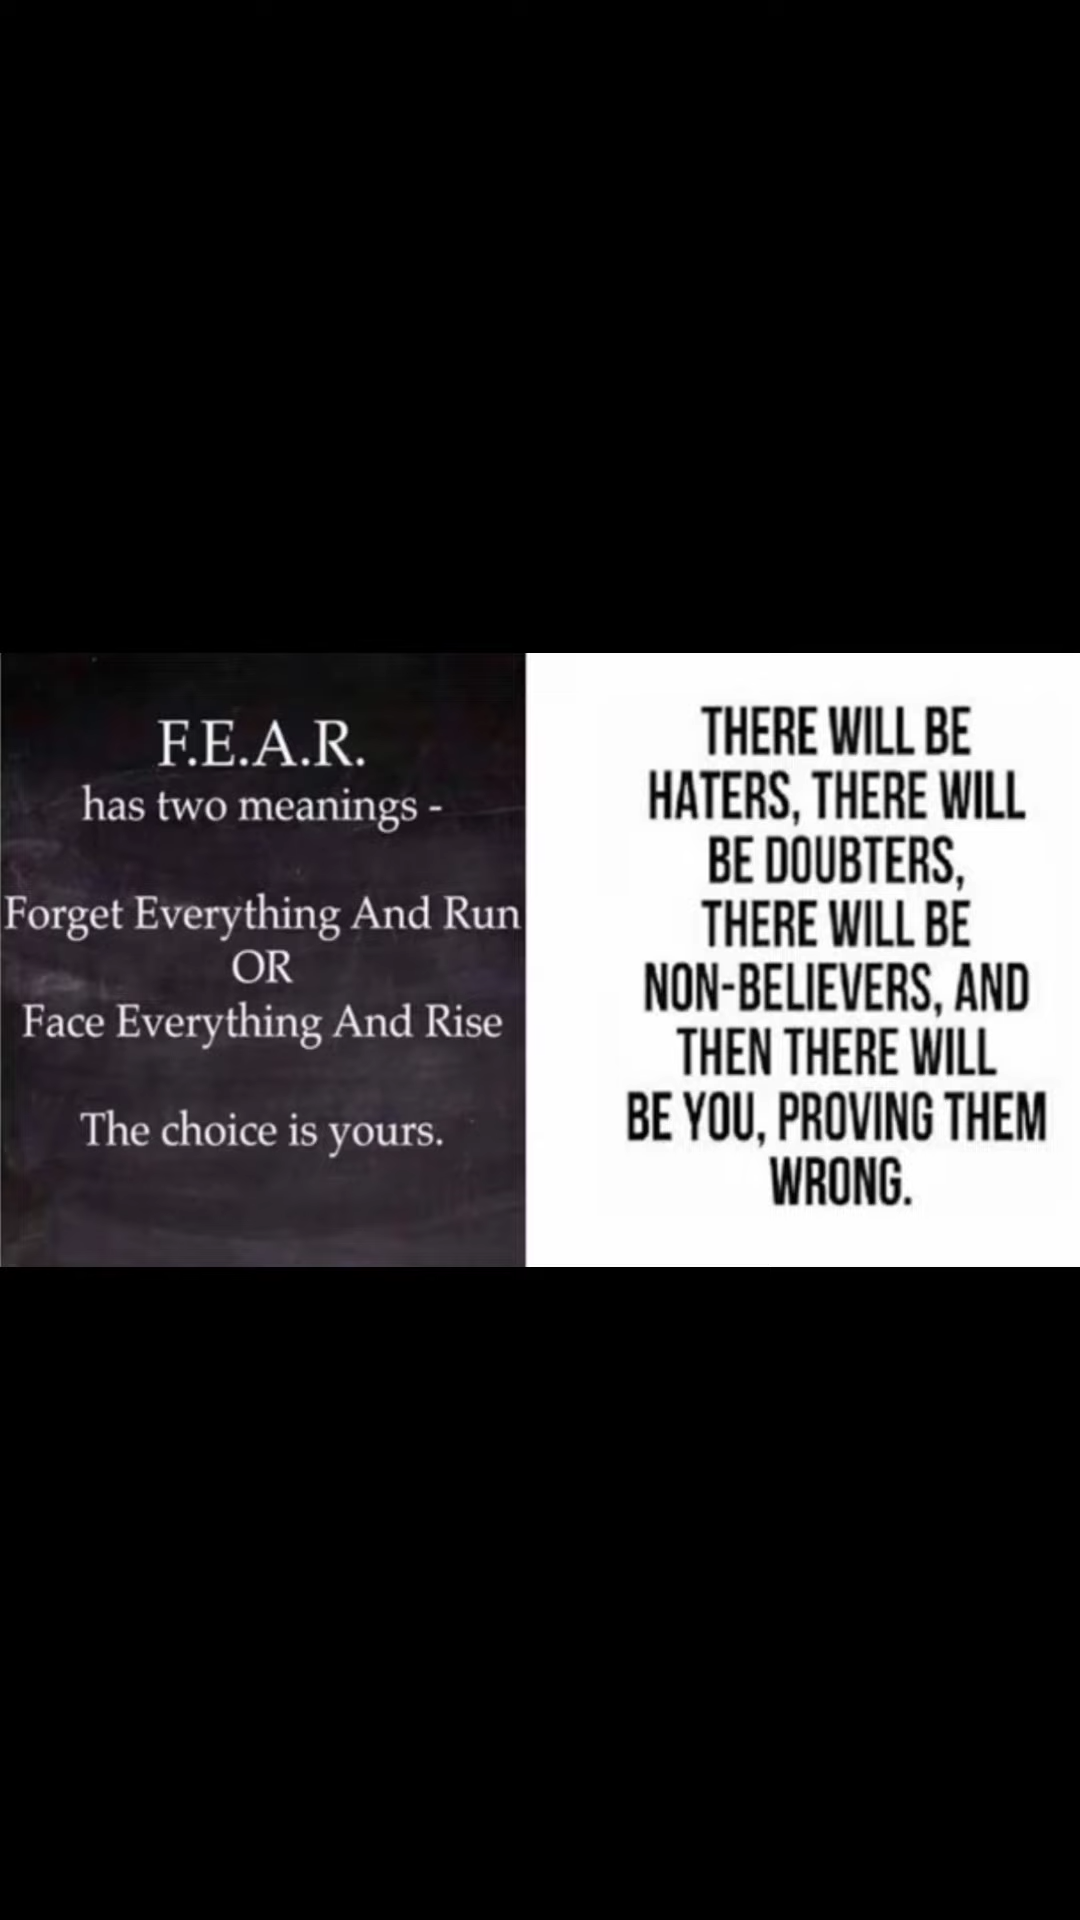 F.E.A.R.
has two meanings -
Forget Everything And Run
OR
Face Everything And Rise
The choice is yours.
THERE WILL BE
HATERS, THERE WILL
BE DOUBTERS,
THERE WILL BE
NON-BELIEVERS, AND
THEN THERE WILL
BE YOU, PROVING THEM
WRONG.